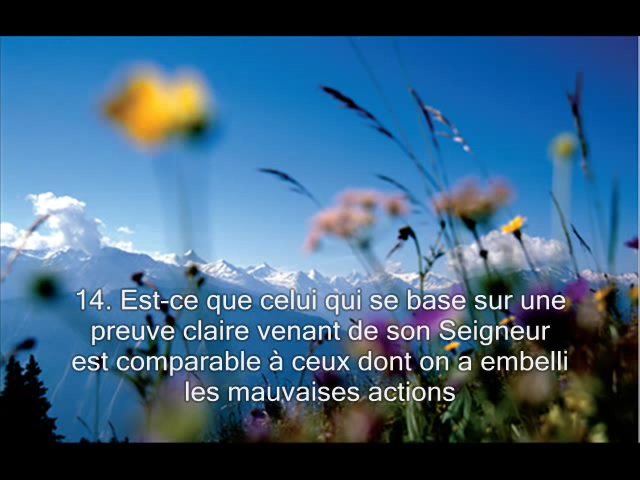 14. Est-ce que celui qui se base sur une
preuve claire venant de son Seigneur
est comparable à ceux dont on a embelli
les mauvaises actions